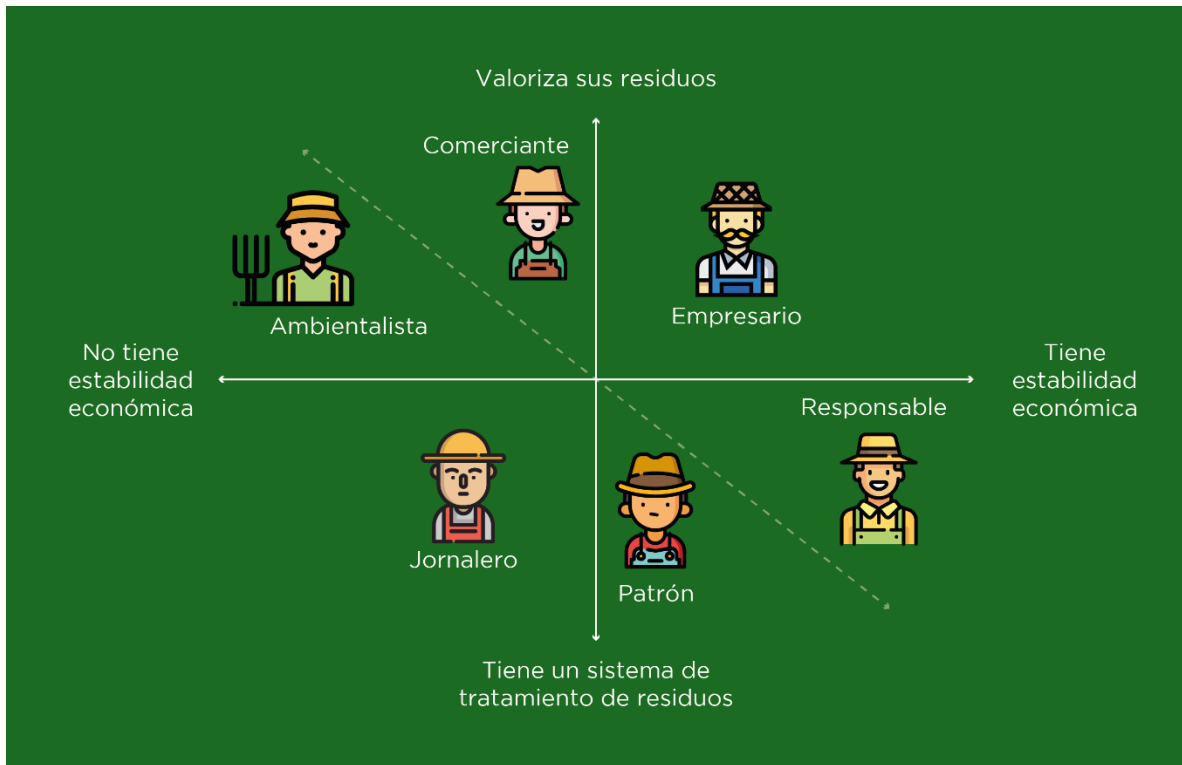 Valoriza sus residuos
Comerciante
Empresario
Ambientalista
No tiene
estabilidad
económica
Tiene
estabilidad
económica
Responsable
Jornalero
Patrón
Tiene un sistema de
tratamiento de residuos